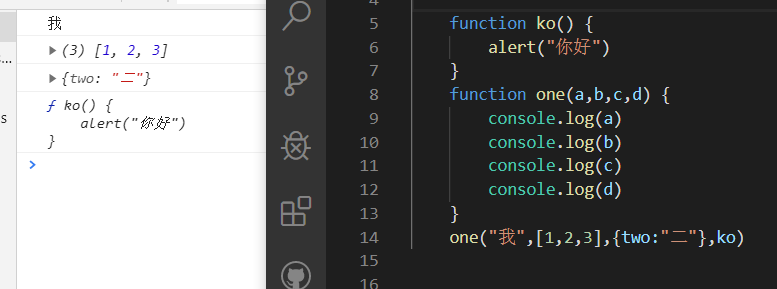 我
(3) [1, 2, 3]
{two: "二"}
ƒ ko() {
    alert("你好")
}
s
4
5 function ko() {
6     alert("你好")
7 }
8 function one(a,b,c,d) {
9     console.log(a)
10     console.log(b)
11     console.log(c)
12     console.log(d)
13 }
14 one("我",[1,2,3],{two:"二"},ko)
15
16